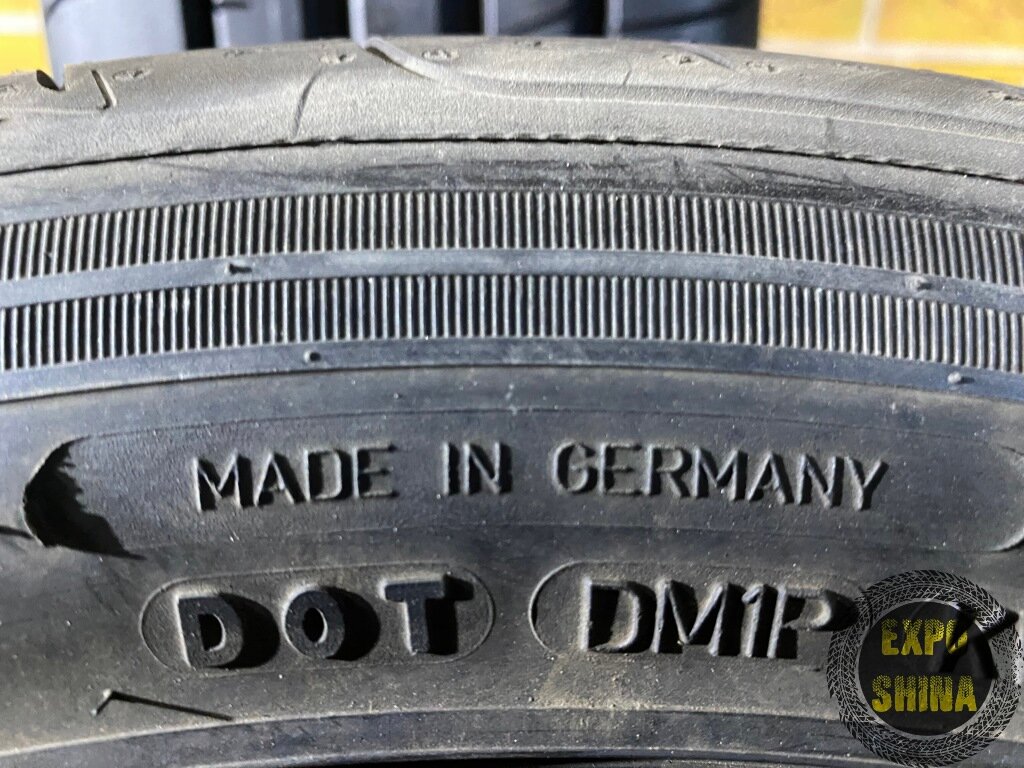 MADE IN GERMANY
DOT DM1P
EXPO
SHINA